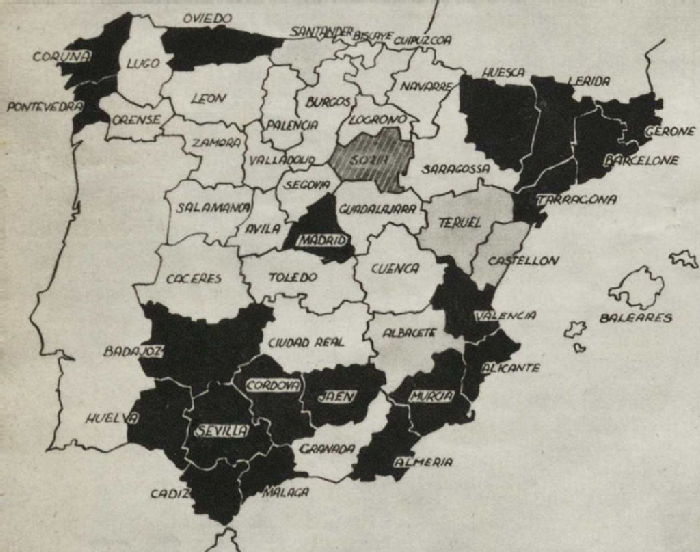 OVIEDO
SANTANDER
BISCAYE
GUIPUZCOA
CORUNA
LUGO
HUESCA
LERIDA
NAVARRE
PONTEVEDRA
LEON
BURGOS
ORENSE
PALENCIA
LOGRONO
GERONE
ZAMORA
VALLADOLID
SORIA
BARCELONE
SARAGOSSA
SEGOVIA
SALAMANCA
AVILA
GUADALAJARA
TARRAGONA
TERUEL
MADRID
CASTELLON
CACERES
TOLEDO
CUENCA
VALENCIA
BALEARES
ALBACETE
CIUDAD REAL
BADAJOZ
ALICANTE
CORDOVA
JAEN
MURCIA
HUELVA
SEVILLA
GRANADA
ALMERIA
CADIZ
MALAGA